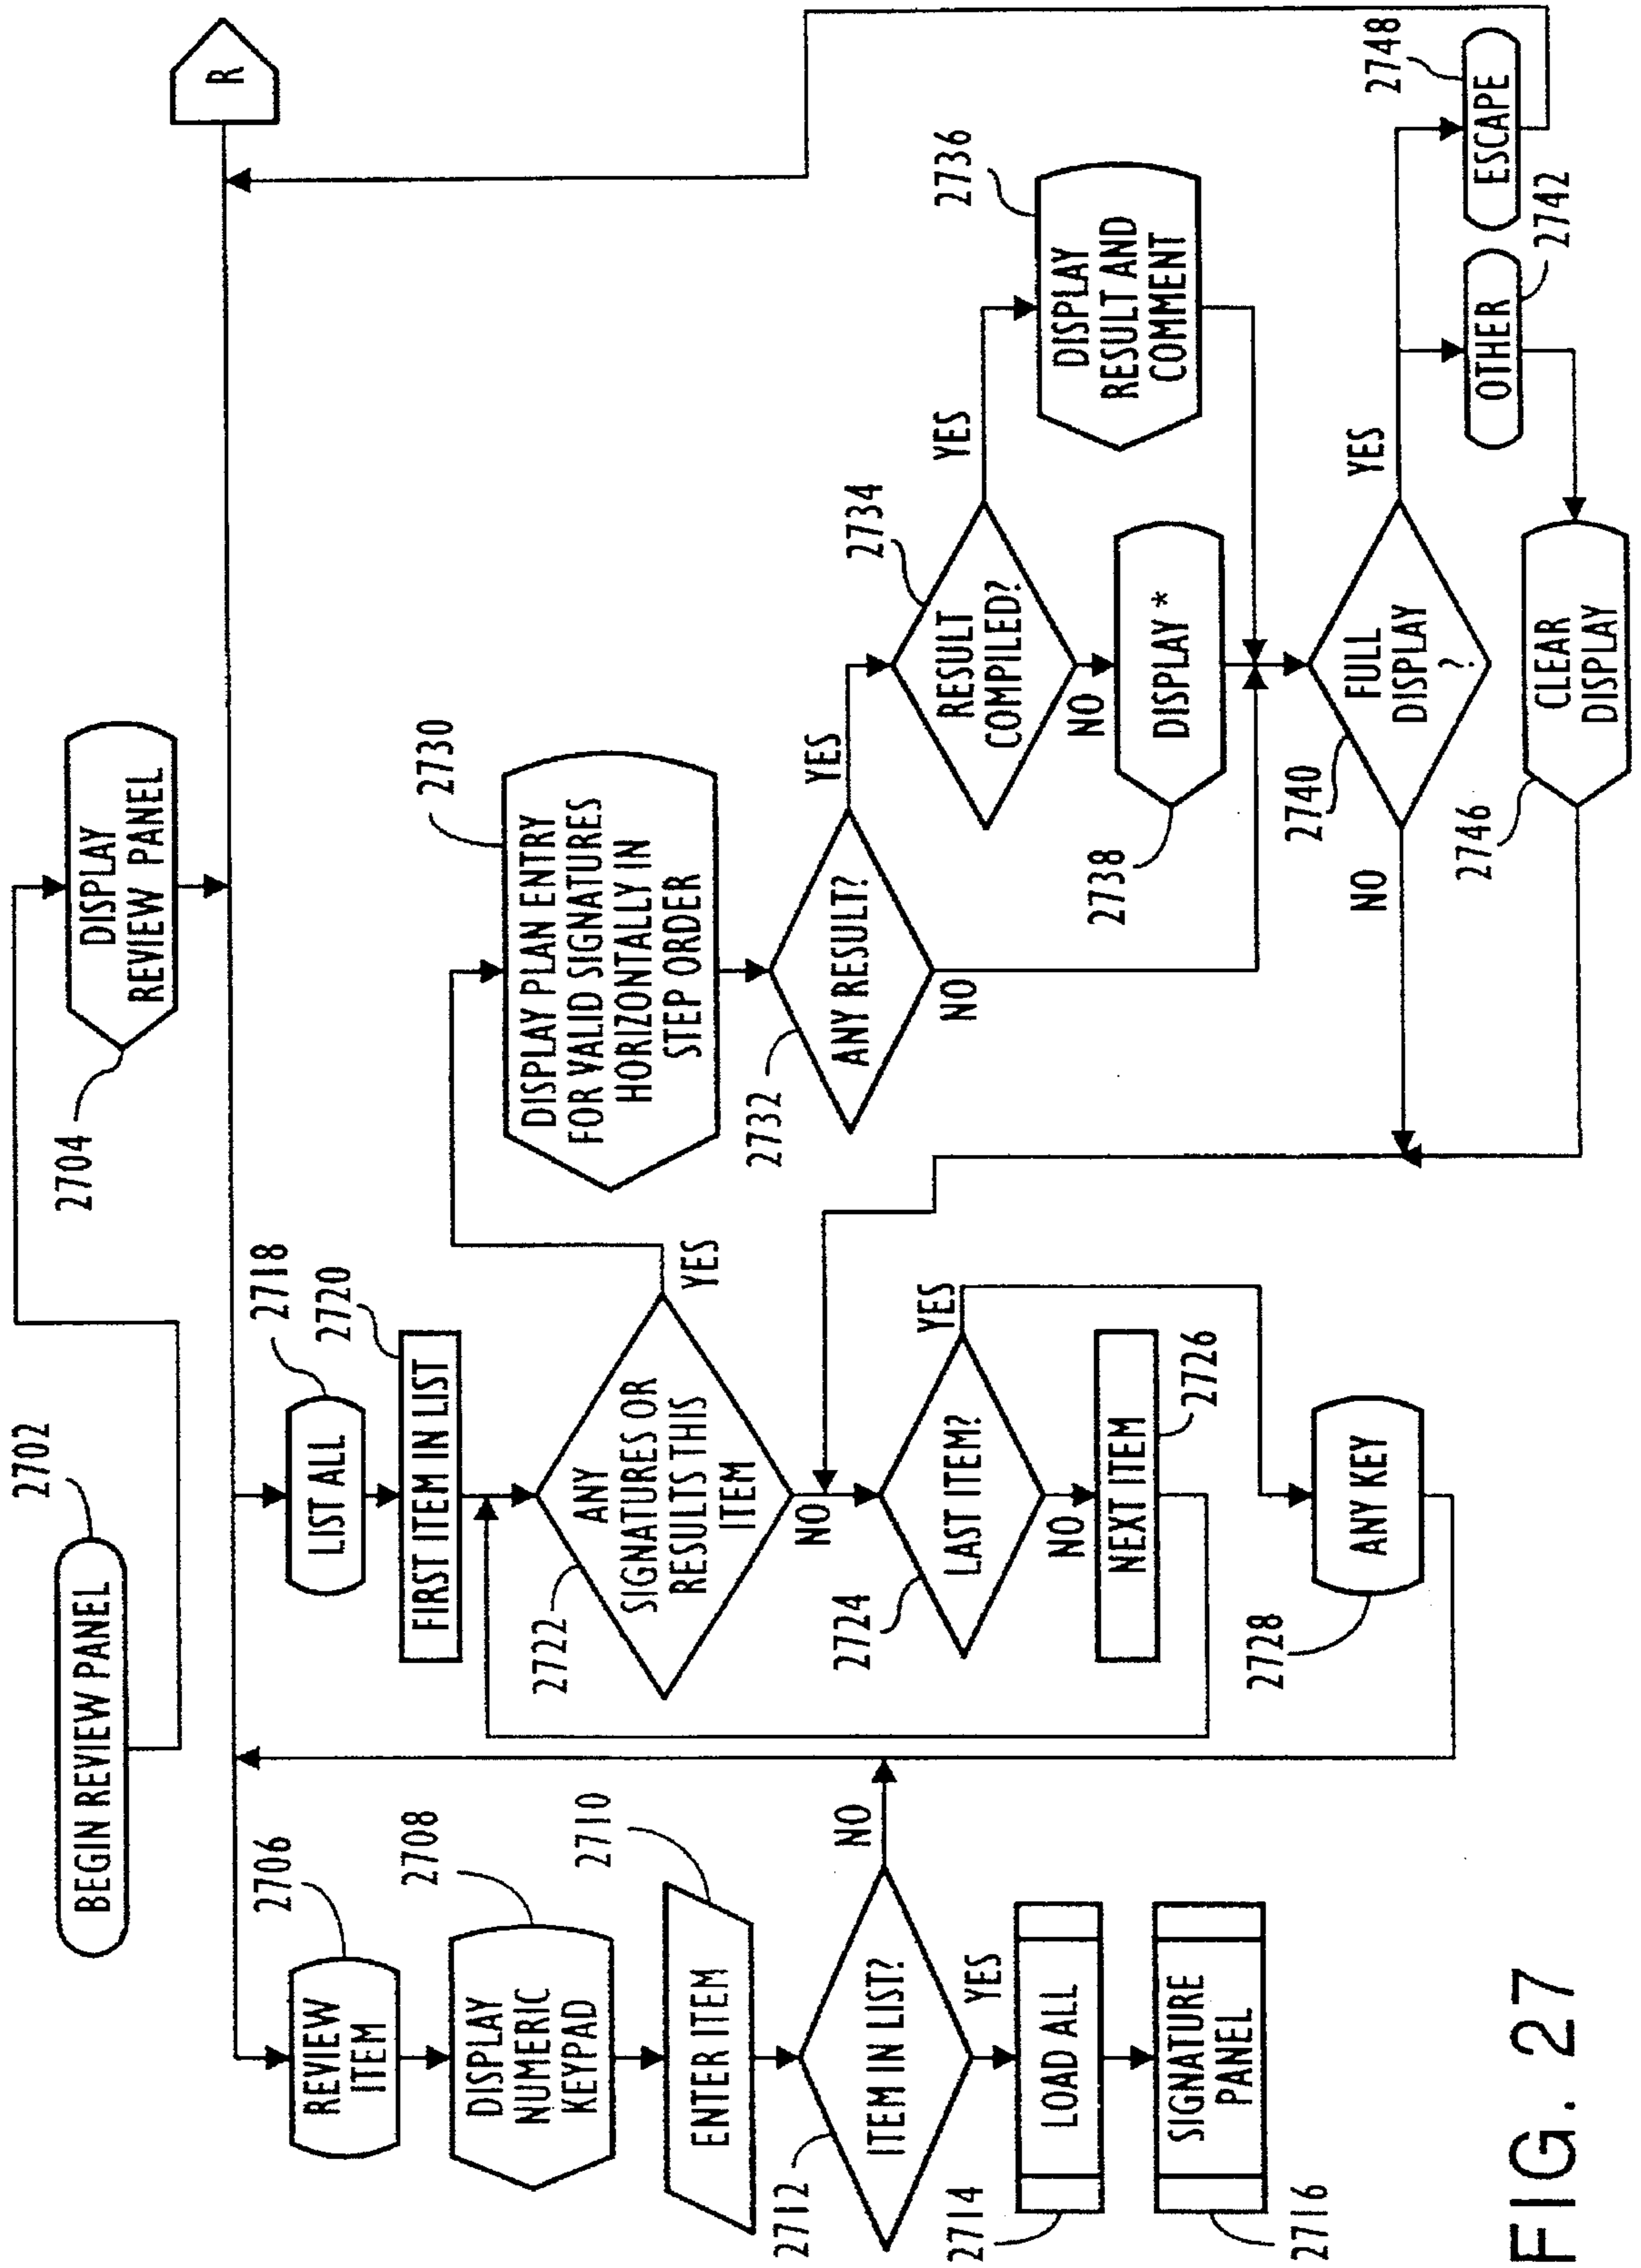 2702
BEGIN REVIEW PANEL
2704
DISPLAY
REVIEW PANEL
R
2706
REVIEW
ITEM
2708
DISPLAY
NUMERIC
KEYPAD
2710
ENTER ITEM
2712
ITEM IN LIST?
NO
YES
2714
LOAD ALL
2716
SIGNATURE
PANEL
2718
LIST ALL
2720
FIRST ITEM IN LIST
2722
ANY
SIGNATURES OR
RESULTS THIS
ITEM
YES
NO
2724
LAST ITEM?
YES
NO
2726
NEXT ITEM
2728
ANY KEY
2730
DISPLAY PLAN ENTRY
FOR VALID SIGNATURES
HORIZONTALLY IN
STEP ORDER
2732
ANY RESULT?
YES
NO
2734
RESULT
COMPILED?
YES
NO
2736
DISPLAY
RESULT AND
COMMENT
2738
DISPLAY *
2740
FULL
DISPLAY
?
YES
NO
2748
ESCAPE
OTHER
2742
2746
CLEAR
DISPLAY
FIG. 27